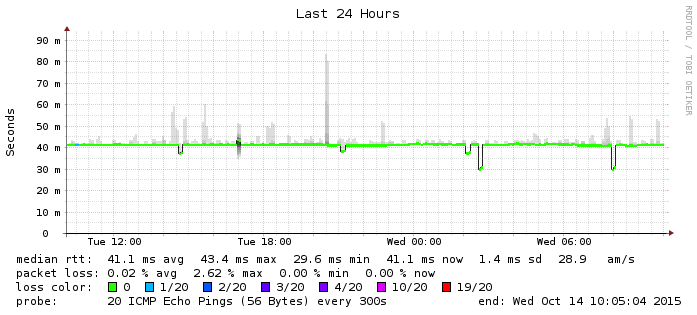 Last 24 Hours
RRDTOOL / TOBI OETIKER
Seconds
90 m
80 m
70 m
60 m
50 m
40 m
30 m
20 m
10 m
0
Tue 12:00 Tue 18:00 Wed 00:00 Wed 06:00
median rtt: 41.1 ms avg 43.4 ms max 29.6 ms min 41.1 ms now 1.4 ms sd 28.9 am/s
packet loss: 0.02 % avg 2.62 % max 0.00 % min 0.00 % now
loss color: 0 1/20 2/20 3/20 4/20 10/20 19/20
probe: 20 ICMP Echo Pings (56 Bytes) every 300s end: Wed Oct 14 10:05:04 2015